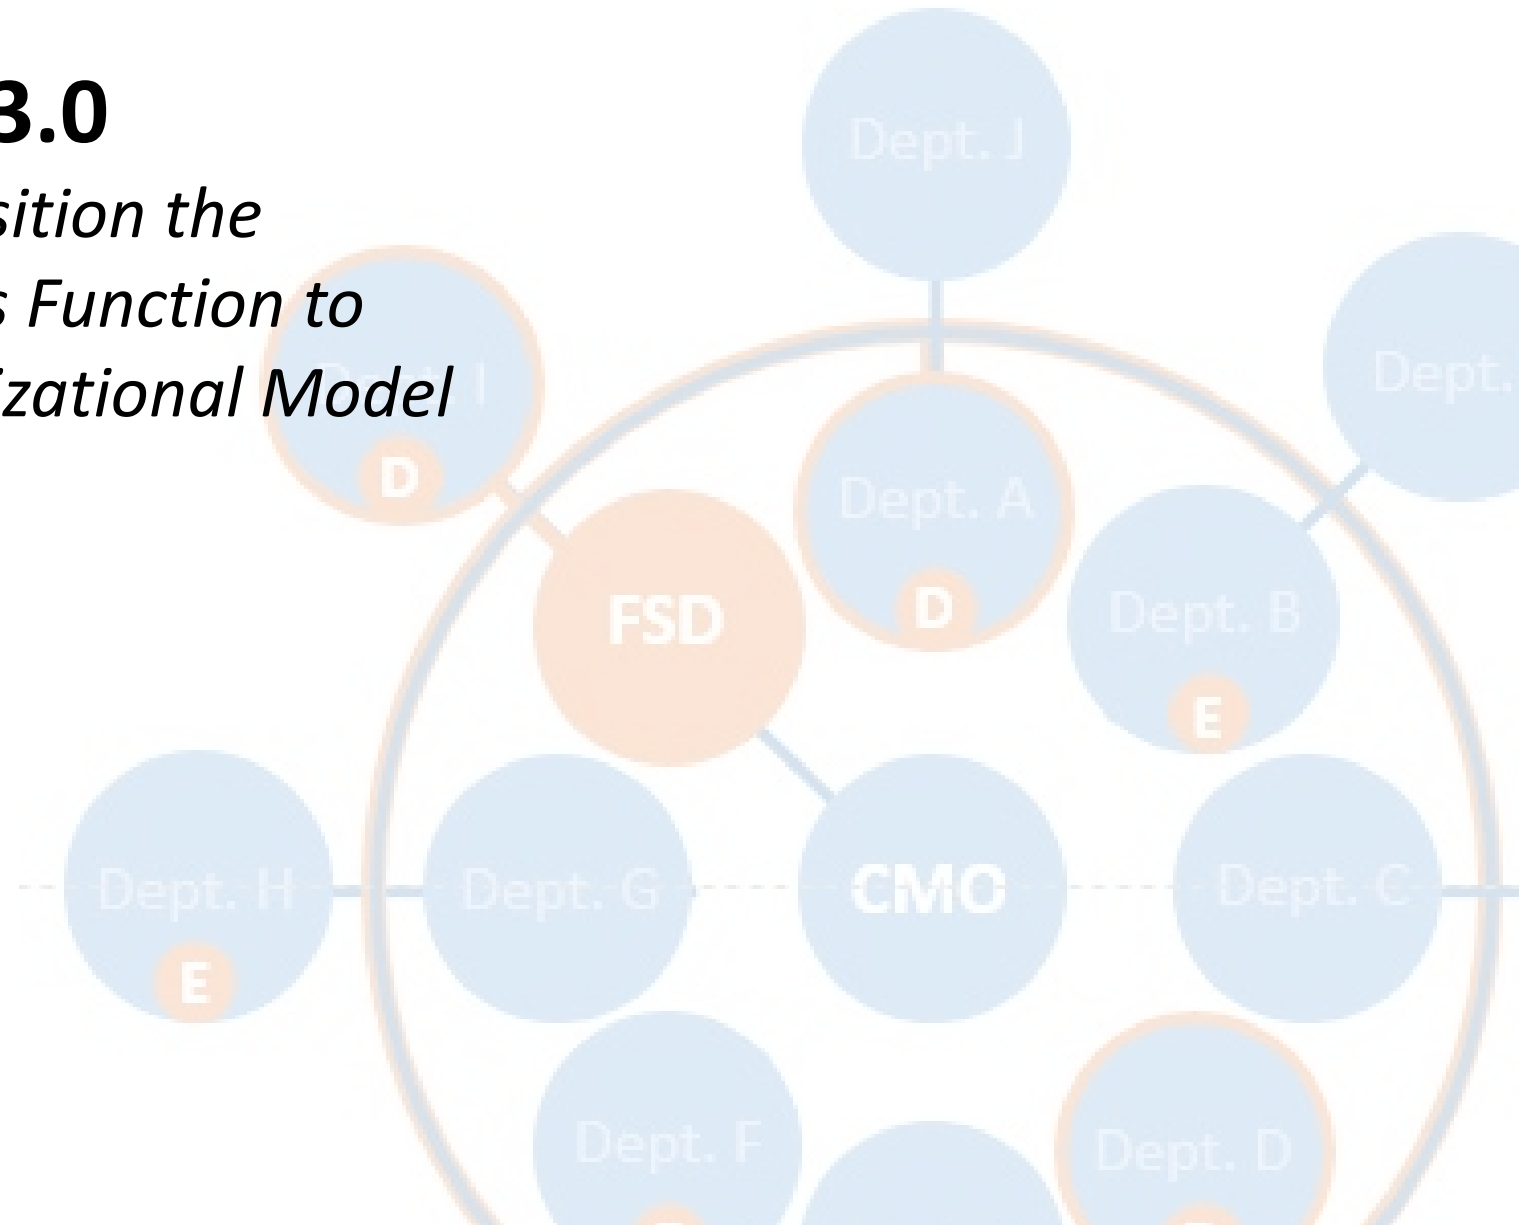 3.0
sition the
s Function to
izational Model
Dept. J
Dept. I
D
Dept.
Dept. A
D
FSD
Dept. B
E
Dept. H
E
Dept. G
CMO
Dept. C
Dept. F
Dept. D